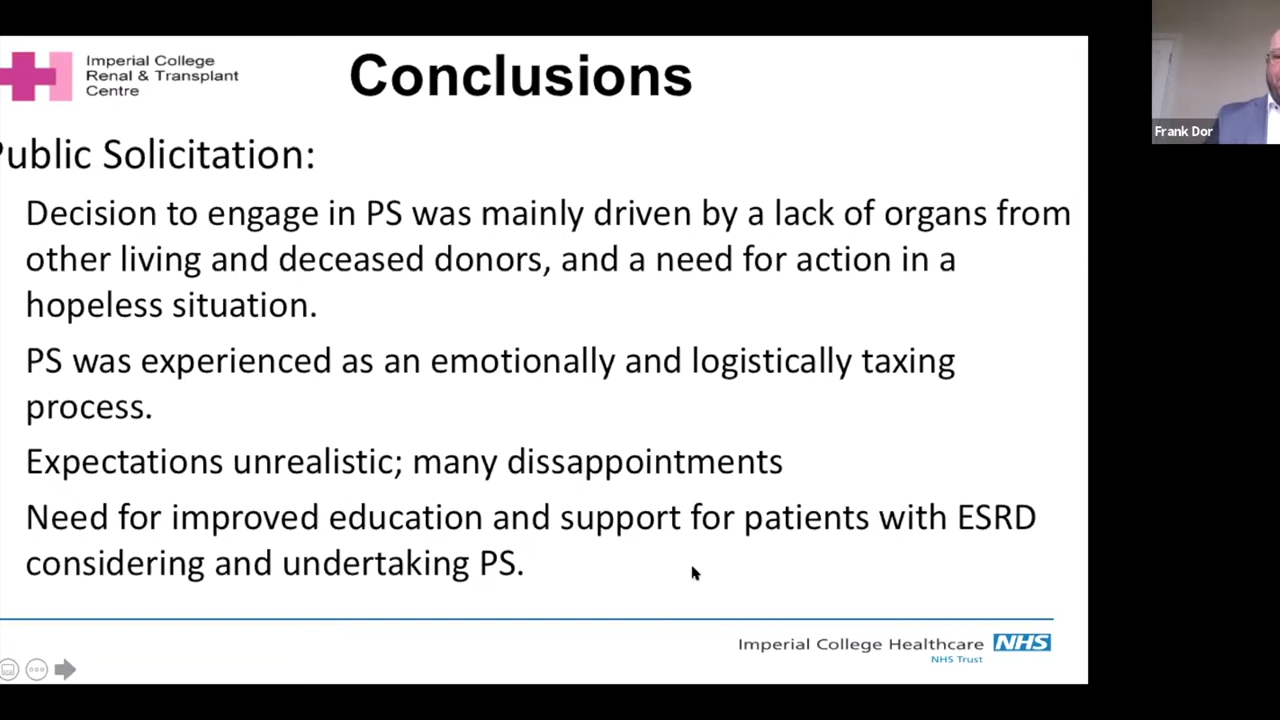 Imperial College
Renal & Transplant
Centre
Conclusions
Public Solicitation:
Decision to engage in PS was mainly driven by a lack of organs from
other living and deceased donors, and a need for action in a
hopeless situation.
PS was experienced as an emotionally and logistically taxing
process.
Expectations unrealistic; many dissappointments
Need for improved education and support for patients with ESRD
considering and undertaking PS.
Imperial College Healthcare NHS
NHS Trust
Frank Dor